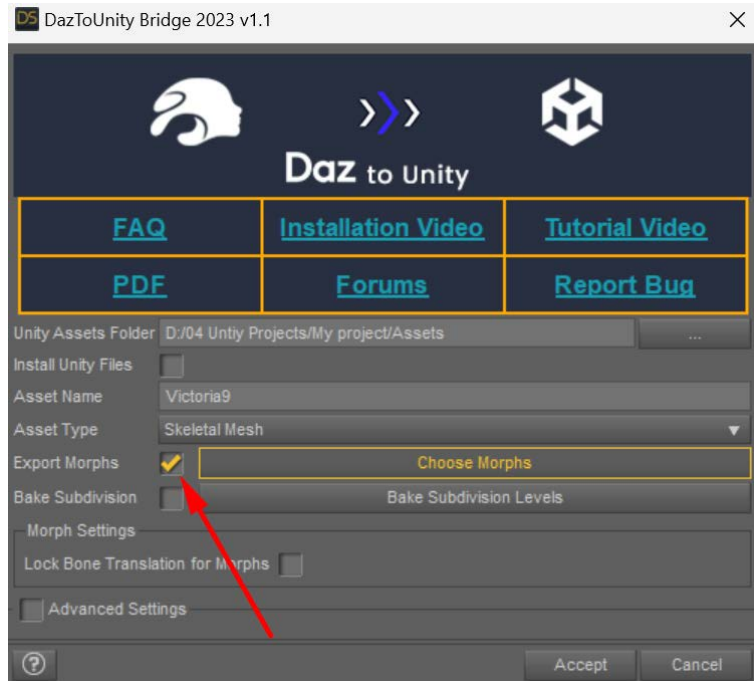 DS DazToUnity Bridge 2023 v1.1
Daz to Unity
FAQ Installation Video Tutorial Video
PDF Forums Report Bug
Unity Assets Folder D:/04 Untiy Projects/My project/Assets ...
Install Unity Files
Asset Name Victoria9
Asset Type Skeletal Mesh
Export Morphs Choose Morphs
Bake Subdivision Bake Subdivision Levels
Morph Settings
Lock Bone Translation for Morphs
Advanced Settings
? Accept Cancel